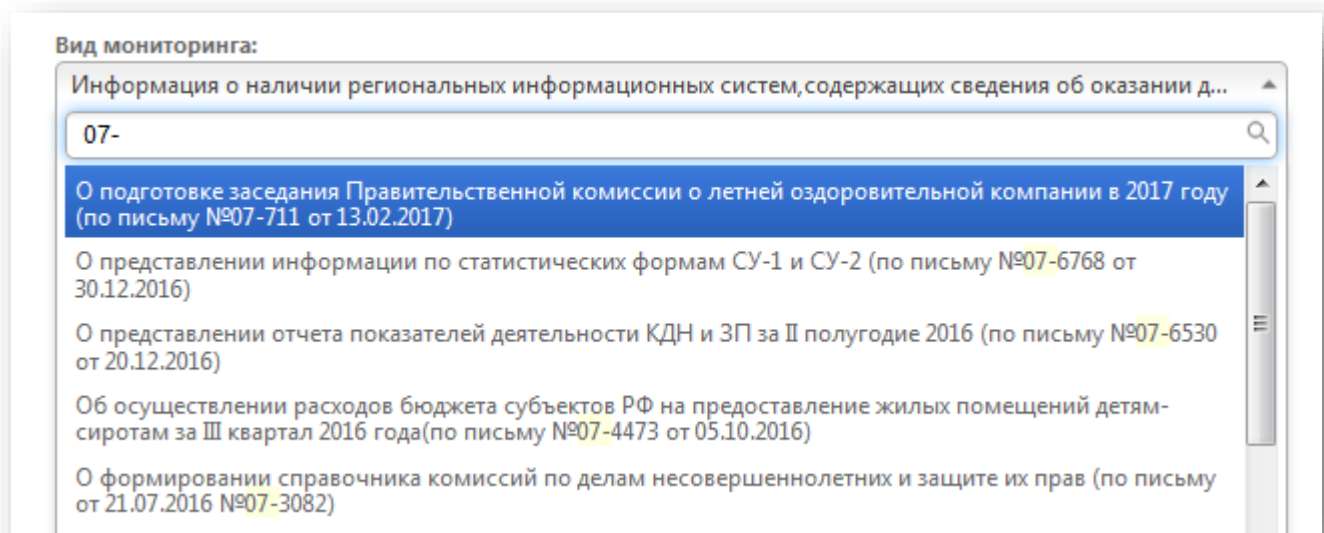 Вид мониторинга:
Информация о наличии региональных информационных систем,содержащих сведения об оказании д...
07-
О подготовке заседания Правительственной комиссии о летней оздоровительной компании в 2017 году
(по письму №07-711 от 13.02.2017)
О представлении информации по статистических формам СУ-1 и СУ-2 (по письму №07-6768 от
30.12.2016)
О представлении отчета показателей деятельности КДН и ЗП за II полугодие 2016 (по письму №07-6530
от 20.12.2016)
Об осуществлении расходов бюджета субъектов РФ на предоставление жилых помещений детям-
сиротам за III квартал 2016 года(по письму №07-4473 от 05.10.2016)
О формировании справочника комиссий по делам несовершеннолетних и защите их прав (по письму
от 21.07.2016 №07-3082)